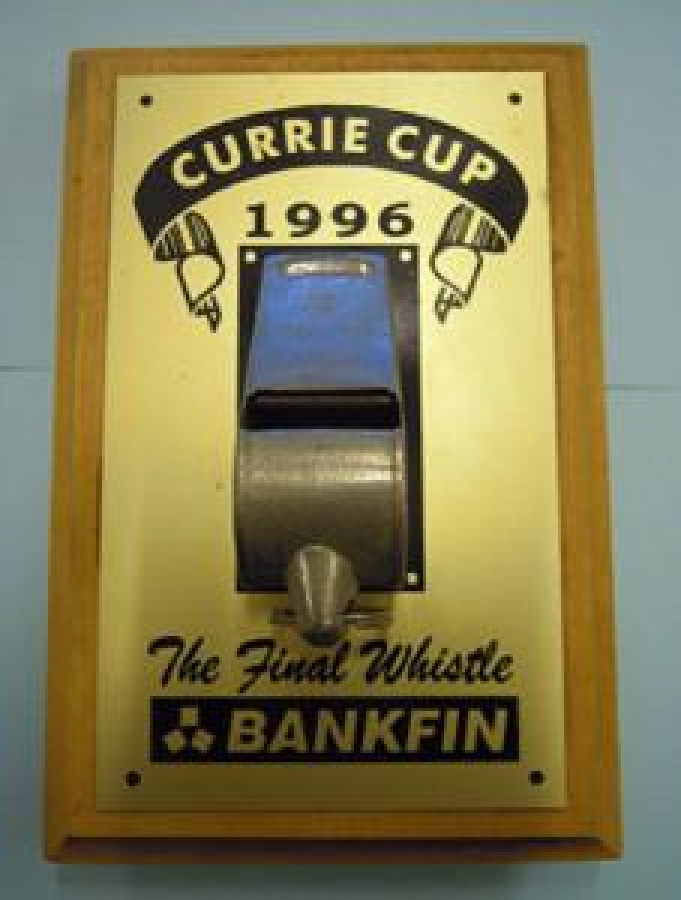 CURRIE CUP
1996
The Final Whistle
BANKFIN